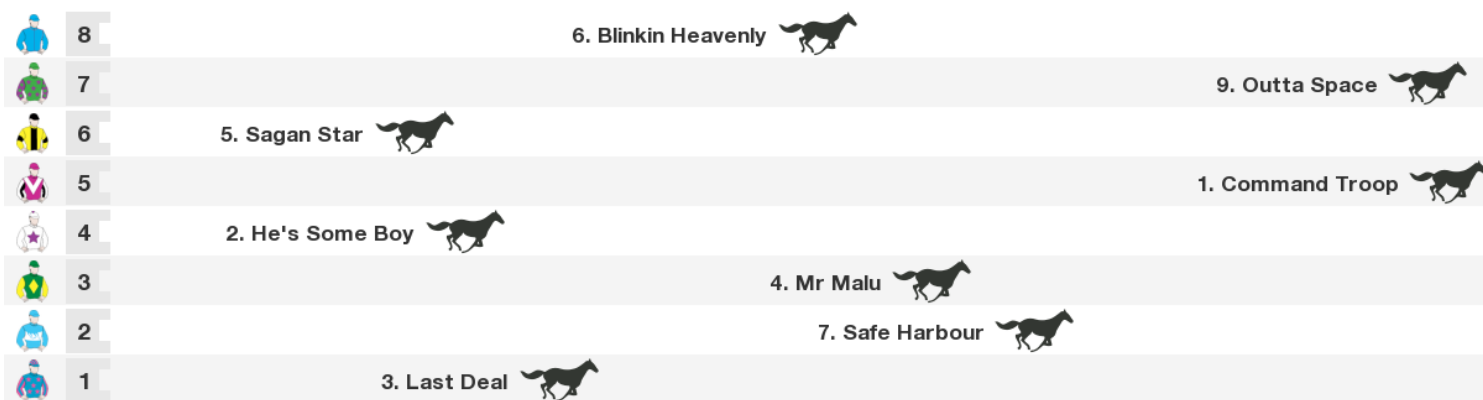 8 6. Blinkin Heavenly
7 9. Outta Space
6 5. Sagan Star
5 1. Command Troop
4 2. He's Some Boy
3 4. Mr Malu
2 7. Safe Harbour
1 3. Last Deal